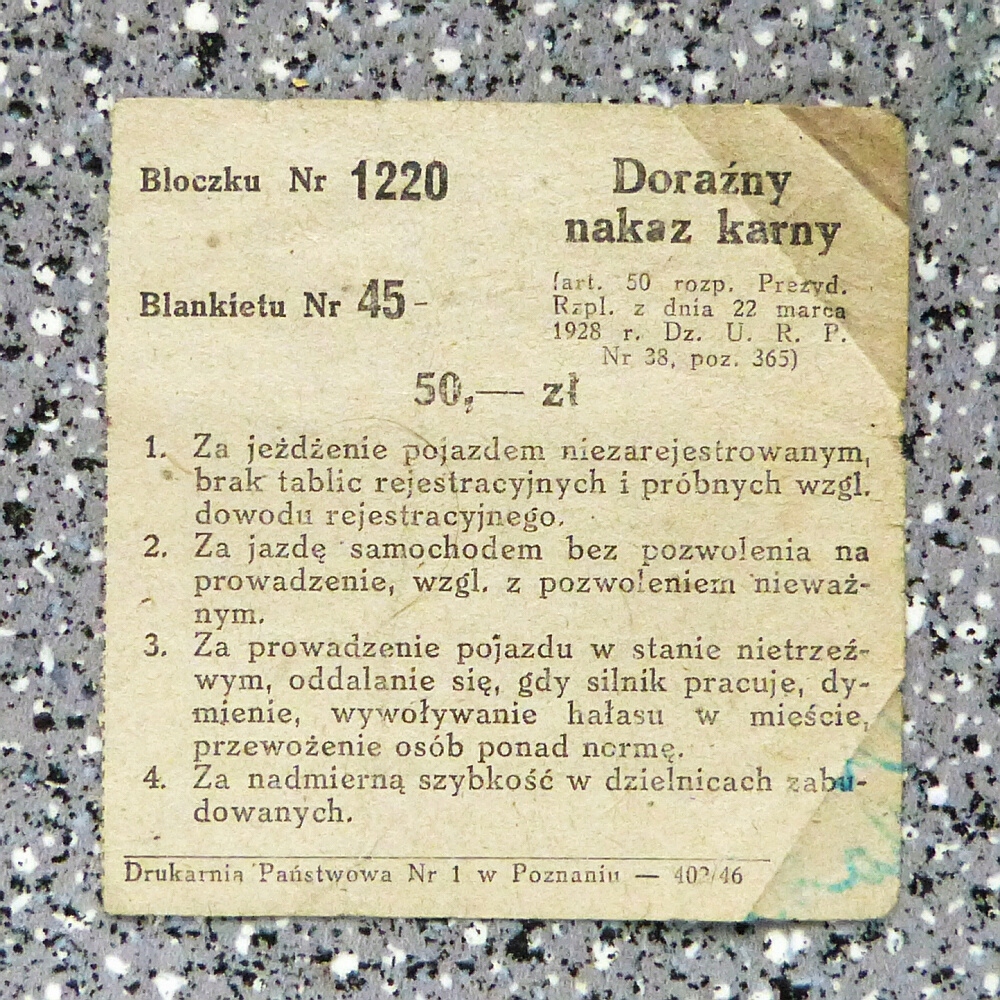 Bloczku Nr 1220
Doraźny
nakaz karny
Blankietu Nr 45 -
(art. 50 rozp. Prezyd.
Rzpl. z dnia 22 marca
1928 r. Dz. U. R. P.
Nr 38, poz. 365)
50,— zł
1. Za jeżdżenie pojazdem niezarejestrowanym,
brak tablic rejestracyjnych i próbnych wzgl.
dowodu rejestracyjnego.
2. Za jazdę samochodem bez pozwolenia na
prowadzenie, wzgl. z pozwoleniem nieważ-
nym.
3. Za prowadzenie pojazdu w stanie nietrzeź-
wym, oddalanie się, gdy silnik pracuje, dy-
mienie, wywoływanie hałasu w mieście,
przewożenie osób ponad normę.
4. Za nadmierną szybkość w dzielnicach zabu-
dowanych.
Drukarnia Państwowa Nr 1 w Poznaniu — 402/46